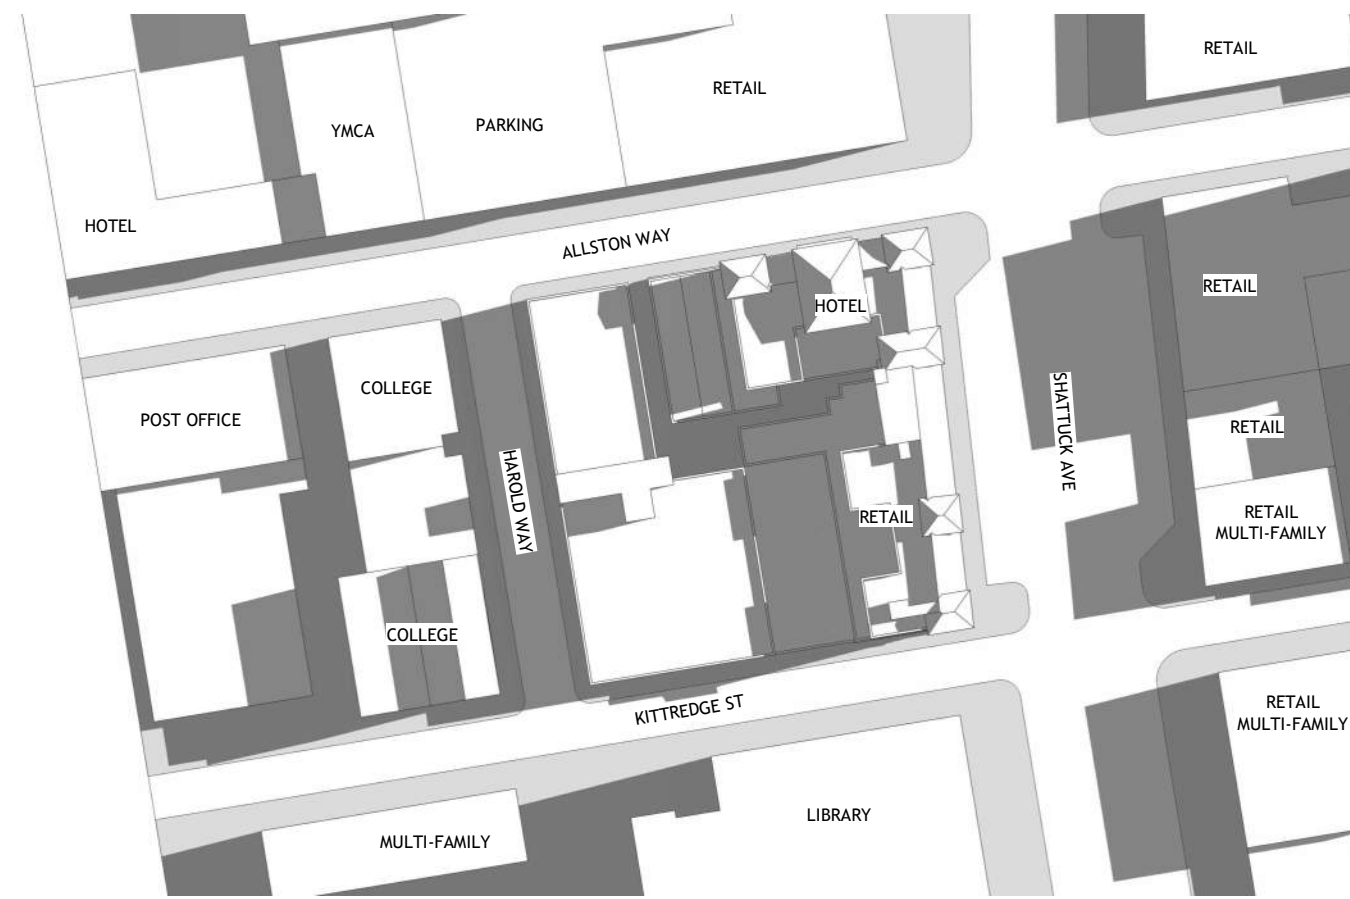 RETAIL
RETAIL
PARKING
YMCA
HOTEL
ALLSTON WAY
RETAIL
HOTEL
COLLEGE
POST OFFICE
SHATTUCK AVE
RETAIL
HAROLD WAY
RETAIL
RETAIL
MULTI-FAMILY
COLLEGE
KITTREDGE ST
RETAIL
MULTI-FAMILY
LIBRARY
MULTI-FAMILY